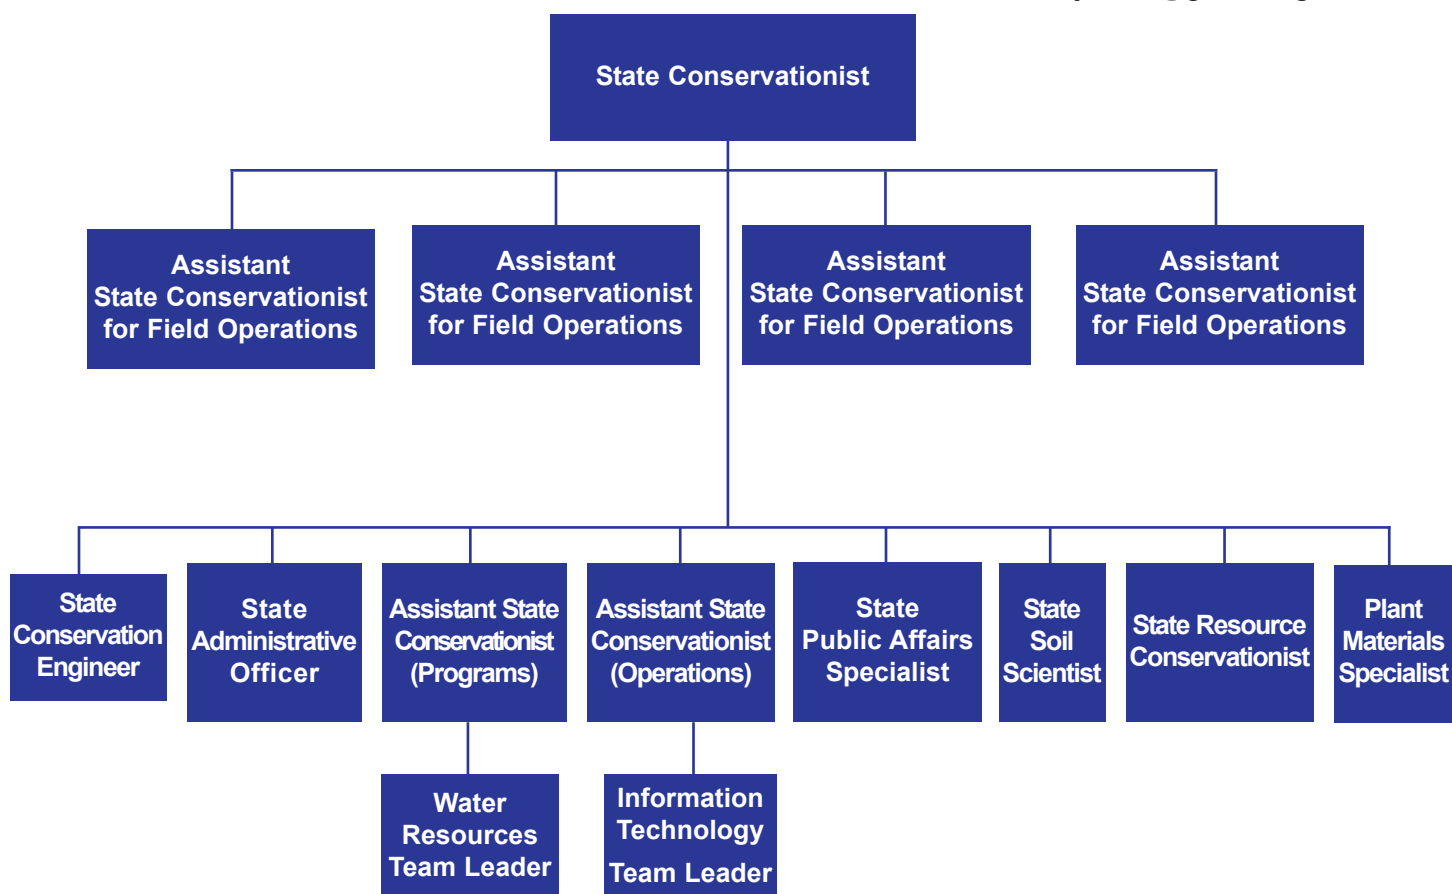 State Conservationist
Assistant
State Conservationist
for Field Operations
Assistant
State Conservationist
for Field Operations
Assistant
State Conservationist
for Field Operations
Assistant
State Conservationist
for Field Operations
State
Conservation
Engineer
State
Administrative
Officer
Assistant State
Conservationist
(Programs)
Assistant State
Conservationist
(Operations)
State
Public Affairs
Specialist
State
Soil
Scientist
State Resource
Conservationist
Plant
Materials
Specialist
Water
Resources
Team Leader
Information
Technology
Team Leader